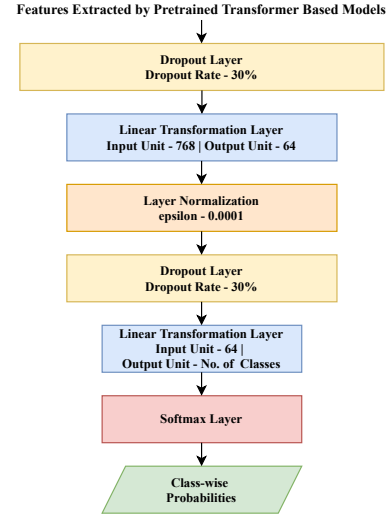 Features Extracted by Pretrained Transformer Based Models
Dropout Layer
Dropout Rate - 30%
Linear Transformation Layer
Input Unit - 768 | Output Unit - 64
Layer Normalization
epsilon - 0.0001
Dropout Layer
Dropout Rate - 30%
Linear Transformation Layer
Input Unit - 64 |
Output Unit - No. of Classes
Softmax Layer
Class-wise
Probabilities